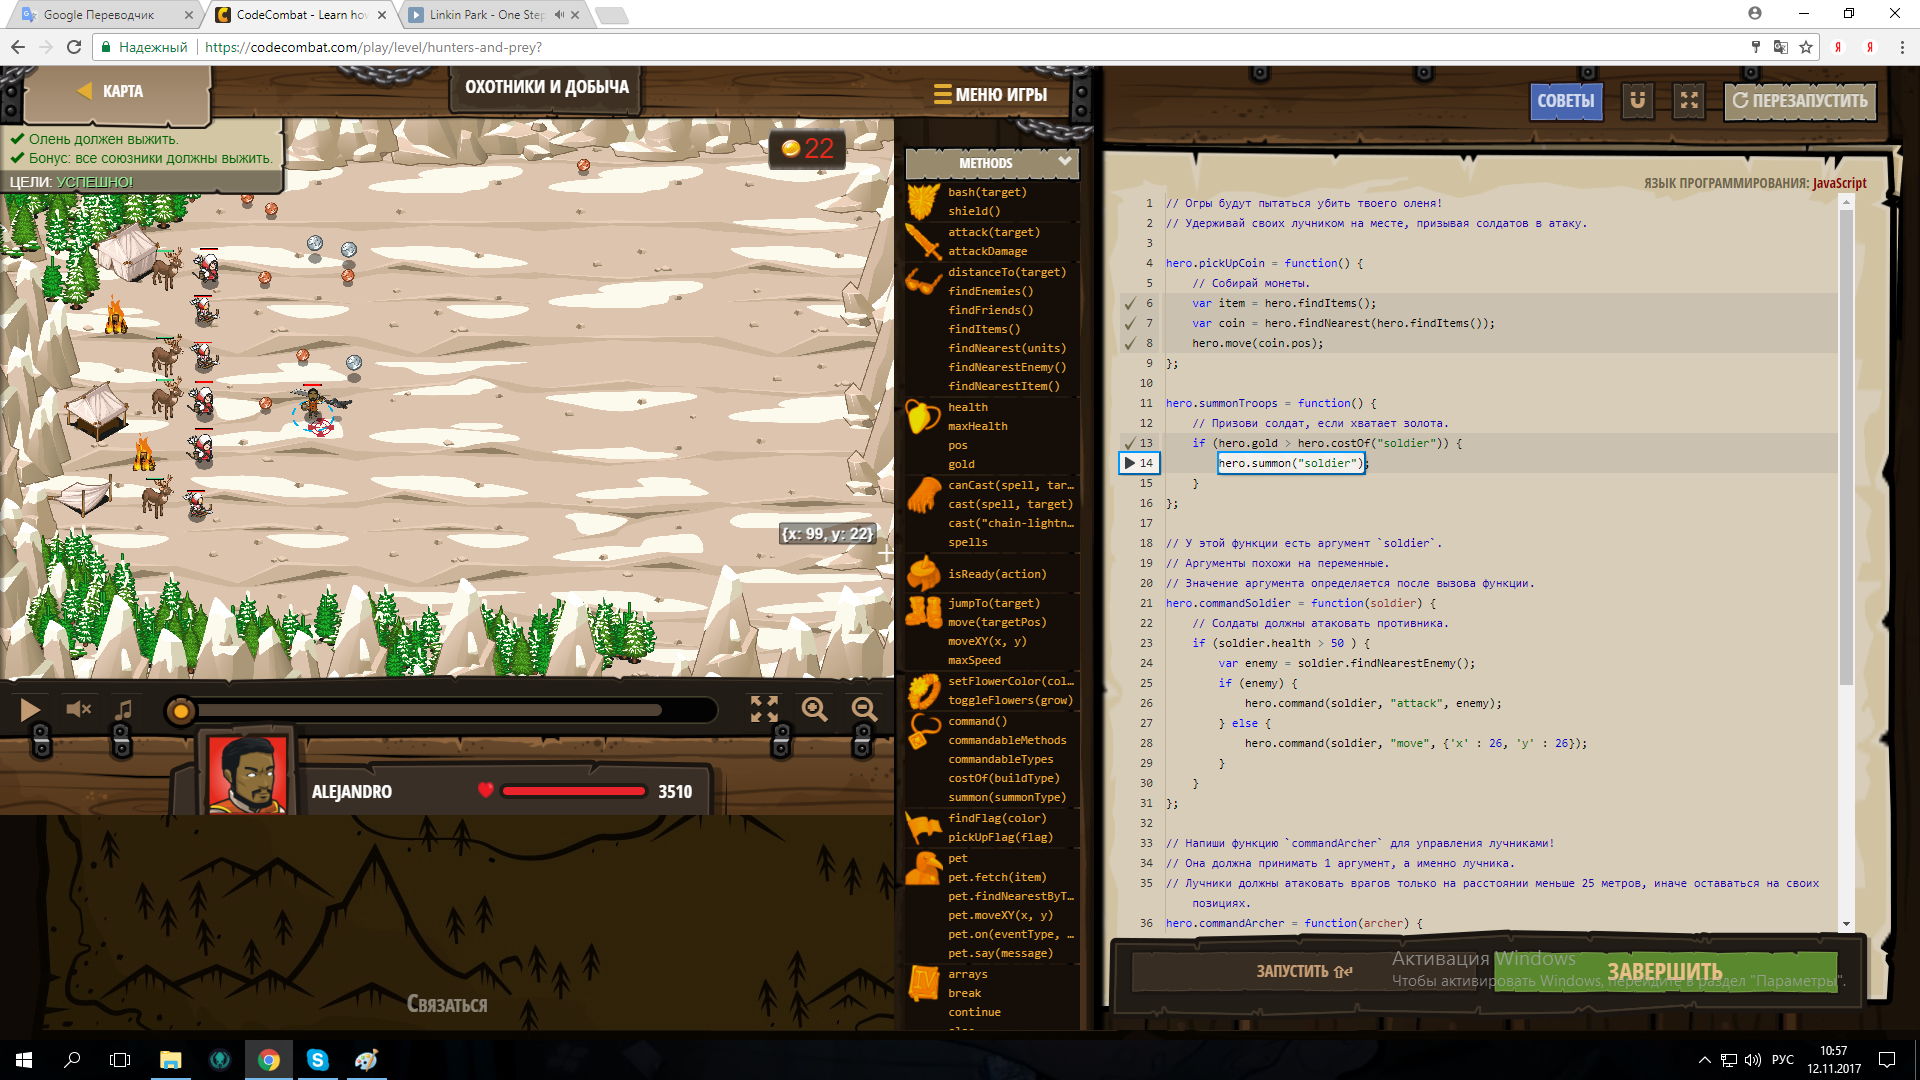 Google Переводчик
CodeCombat - Learn how
Linkin Park - One Step
Надежный
https://codecombat.com/play/level/hunters-and-prey?
КАРТА
ОХОТНИКИ И ДОБЫЧА
МЕНЮ ИГРЫ
Олень должен выжить.
Бонус: все союзники должны выжить.
ЦЕЛИ: УСПЕШНО!
22
{x: 99, y: 22}
ALEJANDRO
3510
Связаться
METHODS
bash(target)
shield()
attack(target)
attackDamage
distanceTo(target)
findEnemies()
findFriends()
findItems()
findNearest(units)
findNearestEnemy()
findNearestItem()
health
maxHealth
pos
gold
canCast(spell, tar…
cast(spell, target)
cast("chain-lightn…
spells
isReady(action)
jumpTo(target)
move(targetPos)
moveXY(x, y)
maxSpeed
setFlowerColor(col…
toggleFlowers(grow)
command()
commandableMethods
commandableTypes
costOf(buildType)
summon(summonType)
findFlag(color)
pickUpFlag(flag)
pet
pet.fetch(item)
pet.findNearestByT…
pet.moveXY(x, y)
pet.on(eventType, …
pet.say(message)
arrays
break
continue
СОВЕТЫ
ПЕРЕЗАПУСТИТЬ
ЯЗЫК ПРОГРАММИРОВАНИЯ: JavaScript
1 // Огры будут пытаться убить твоего оленя!
2 // Удерживай своих лучником на месте, призывая солдатов в атаку.
3
4 hero.pickUpCoin = function() {
5 // Собирай монеты.
6 var item = hero.findItems();
7 var coin = hero.findNearest(hero.findItems());
8 hero.move(coin.pos);
9 };
10
11 hero.summonTroops = function() {
12 // Призови солдат, если хватает золота.
13 if (hero.gold > hero.costOf("soldier")) {
14 hero.summon("soldier");
15 }
16 };
17
18 // У этой функции есть аргумент `soldier`.
19 // Аргументы похожи на переменные.
20 // Значение аргумента определяется после вызова функции.
21 hero.commandSoldier = function(soldier) {
22 // Солдаты должны атаковать противника.
23 if (soldier.health > 50 ) {
24 var enemy = soldier.findNearestEnemy();
25 if (enemy) {
26 hero.command(soldier, "attack", enemy);
27 } else {
28 hero.command(soldier, "move", {'x' : 26, 'y' : 26});
29 }
30 }
31 };
32
33 // Напиши функцию `commandArcher` для управления лучниками!
34 // Она должна принимать 1 аргумент, а именно лучника.
35 // Лучники должны атаковать врагов только на расстоянии меньше 25 метров, иначе оставаться на своих
позициях.
36 hero.commandArcher = function(archer) {
ЗАПУСТИТЬ
ЗАВЕРШИТЬ
Активация Windows
Чтобы активировать Windows, перейдите в раздел "Параметры".
РУС
10:57
12.11.2017